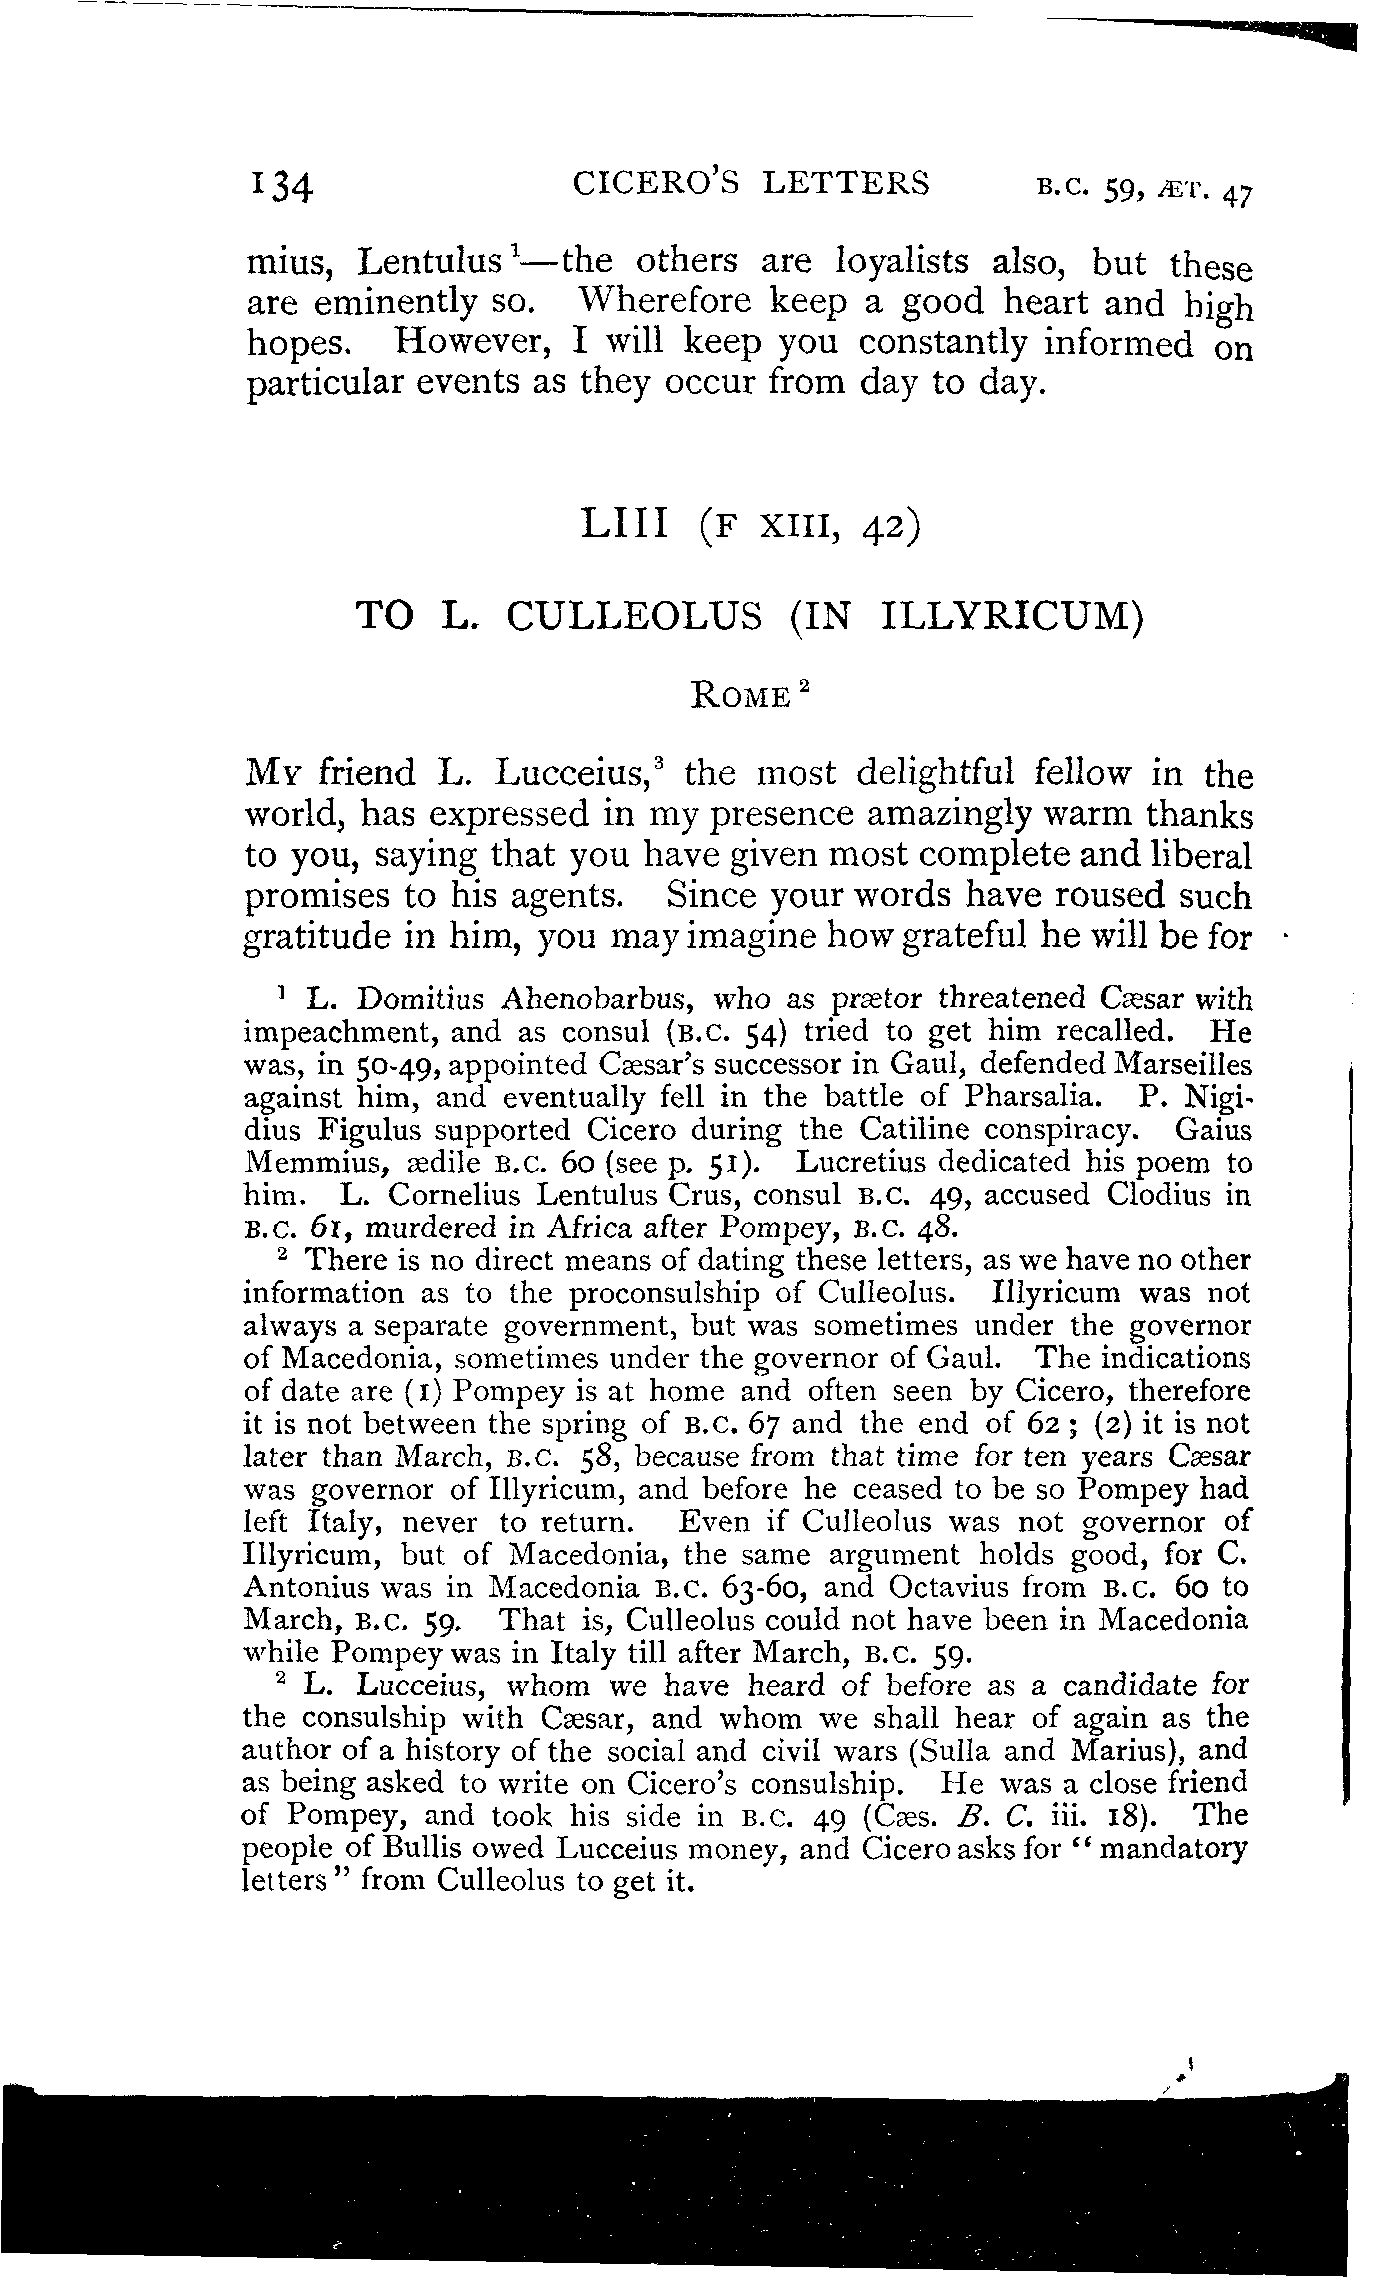 134 CICERO'S LETTERS B.C. 59, ÆT. 47
mius, Lentulus ¹—the others are loyalists also, but these
are eminently so. Wherefore keep a good heart and high
hopes. However, I will keep you constantly informed on
particular events as they occur from day to day.
LIII (F XIII, 42)
TO L. CULLEOLUS (IN ILLYRICUM)
ROME ²
MY friend L. Lucceius,³ the most delightful fellow in the
world, has expressed in my presence amazingly warm thanks
to you, saying that you have given most complete and liberal
promises to his agents. Since your words have roused such
gratitude in him, you may imagine how grateful he will be for
¹ L. Domitius Ahenobarbus, who as prætor threatened Cæsar with
impeachment, and as consul (B.C. 54) tried to get him recalled. He
was, in 50-49, appointed Cæsar's successor in Gaul, defended Marseilles
against him, and eventually fell in the battle of Pharsalia. P. Nigi-
dius Figulus supported Cicero during the Catiline conspiracy. Gaius
Memmius, ædile B.C. 60 (see p. 51). Lucretius dedicated his poem to
him. L. Cornelius Lentulus Crus, consul B.C. 49, accused Clodius in
B.C. 61, murdered in Africa after Pompey, B.C. 48.
² There is no direct means of dating these letters, as we have no other
information as to the proconsulship of Culleolus. Illyricum was not
always a separate government, but was sometimes under the governor
of Macedonia, sometimes under the governor of Gaul. The indications
of date are (1) Pompey is at home and often seen by Cicero, therefore
it is not between the spring of B.C. 67 and the end of 62 ; (2) it is not
later than March, B.C. 58, because from that time for ten years Cæsar
was governor of Illyricum, and before he ceased to be so Pompey had
left Italy, never to return. Even if Culleolus was not governor of
Illyricum, but of Macedonia, the same argument holds good, for C.
Antonius was in Macedonia B.C. 63-60, and Octavius from B.C. 60 to
March, B.C. 59. That is, Culleolus could not have been in Macedonia
while Pompey was in Italy till after March, B.C. 59.
² L. Lucceius, whom we have heard of before as a candidate for
the consulship with Cæsar, and whom we shall hear of again as the
author of a history of the social and civil wars (Sulla and Marius), and
as being asked to write on Cicero's consulship. He was a close friend
of Pompey, and took his side in B.C. 49 (Cæs. B. C. iii. 18). The
people of Bullis owed Lucceius money, and Cicero asks for " mandatory
letters " from Culleolus to get it.